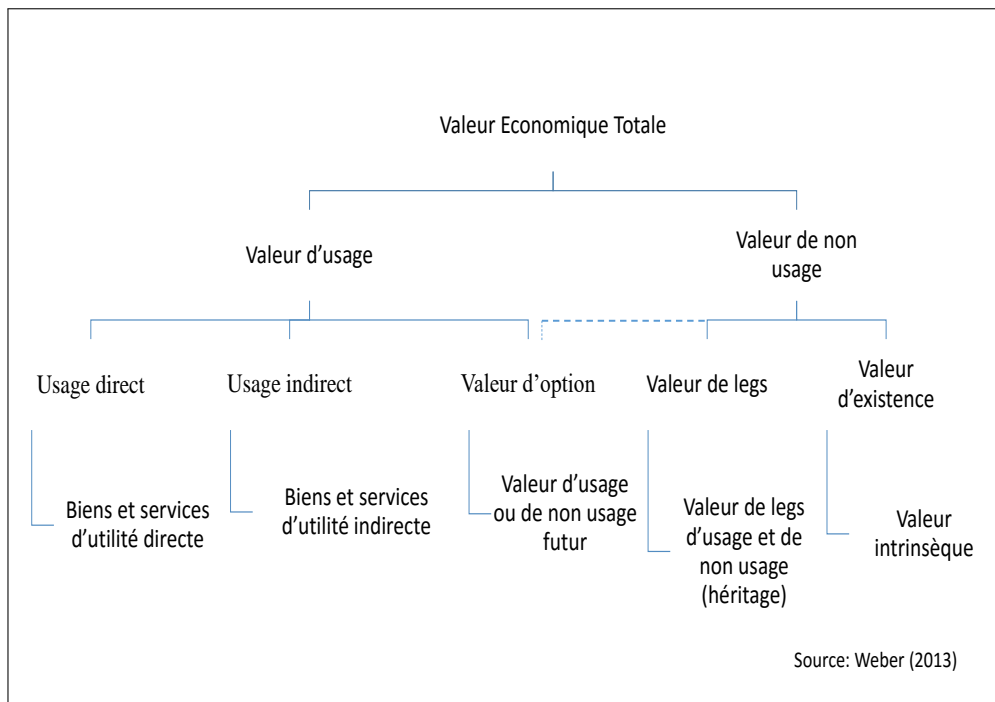 Valeur Economique Totale
Valeur d’usage
Valeur de non
usage
Usage direct
Usage indirect
Valeur d’option
Valeur de legs
Valeur
d’existence
Biens et services
d’utilité directe
Biens et services
d’utilité indirecte
Valeur d’usage
ou de non usage
futur
Valeur de legs
d’usage et de
non usage
(héritage)
Valeur
intrinsèque
Source: Weber (2013)